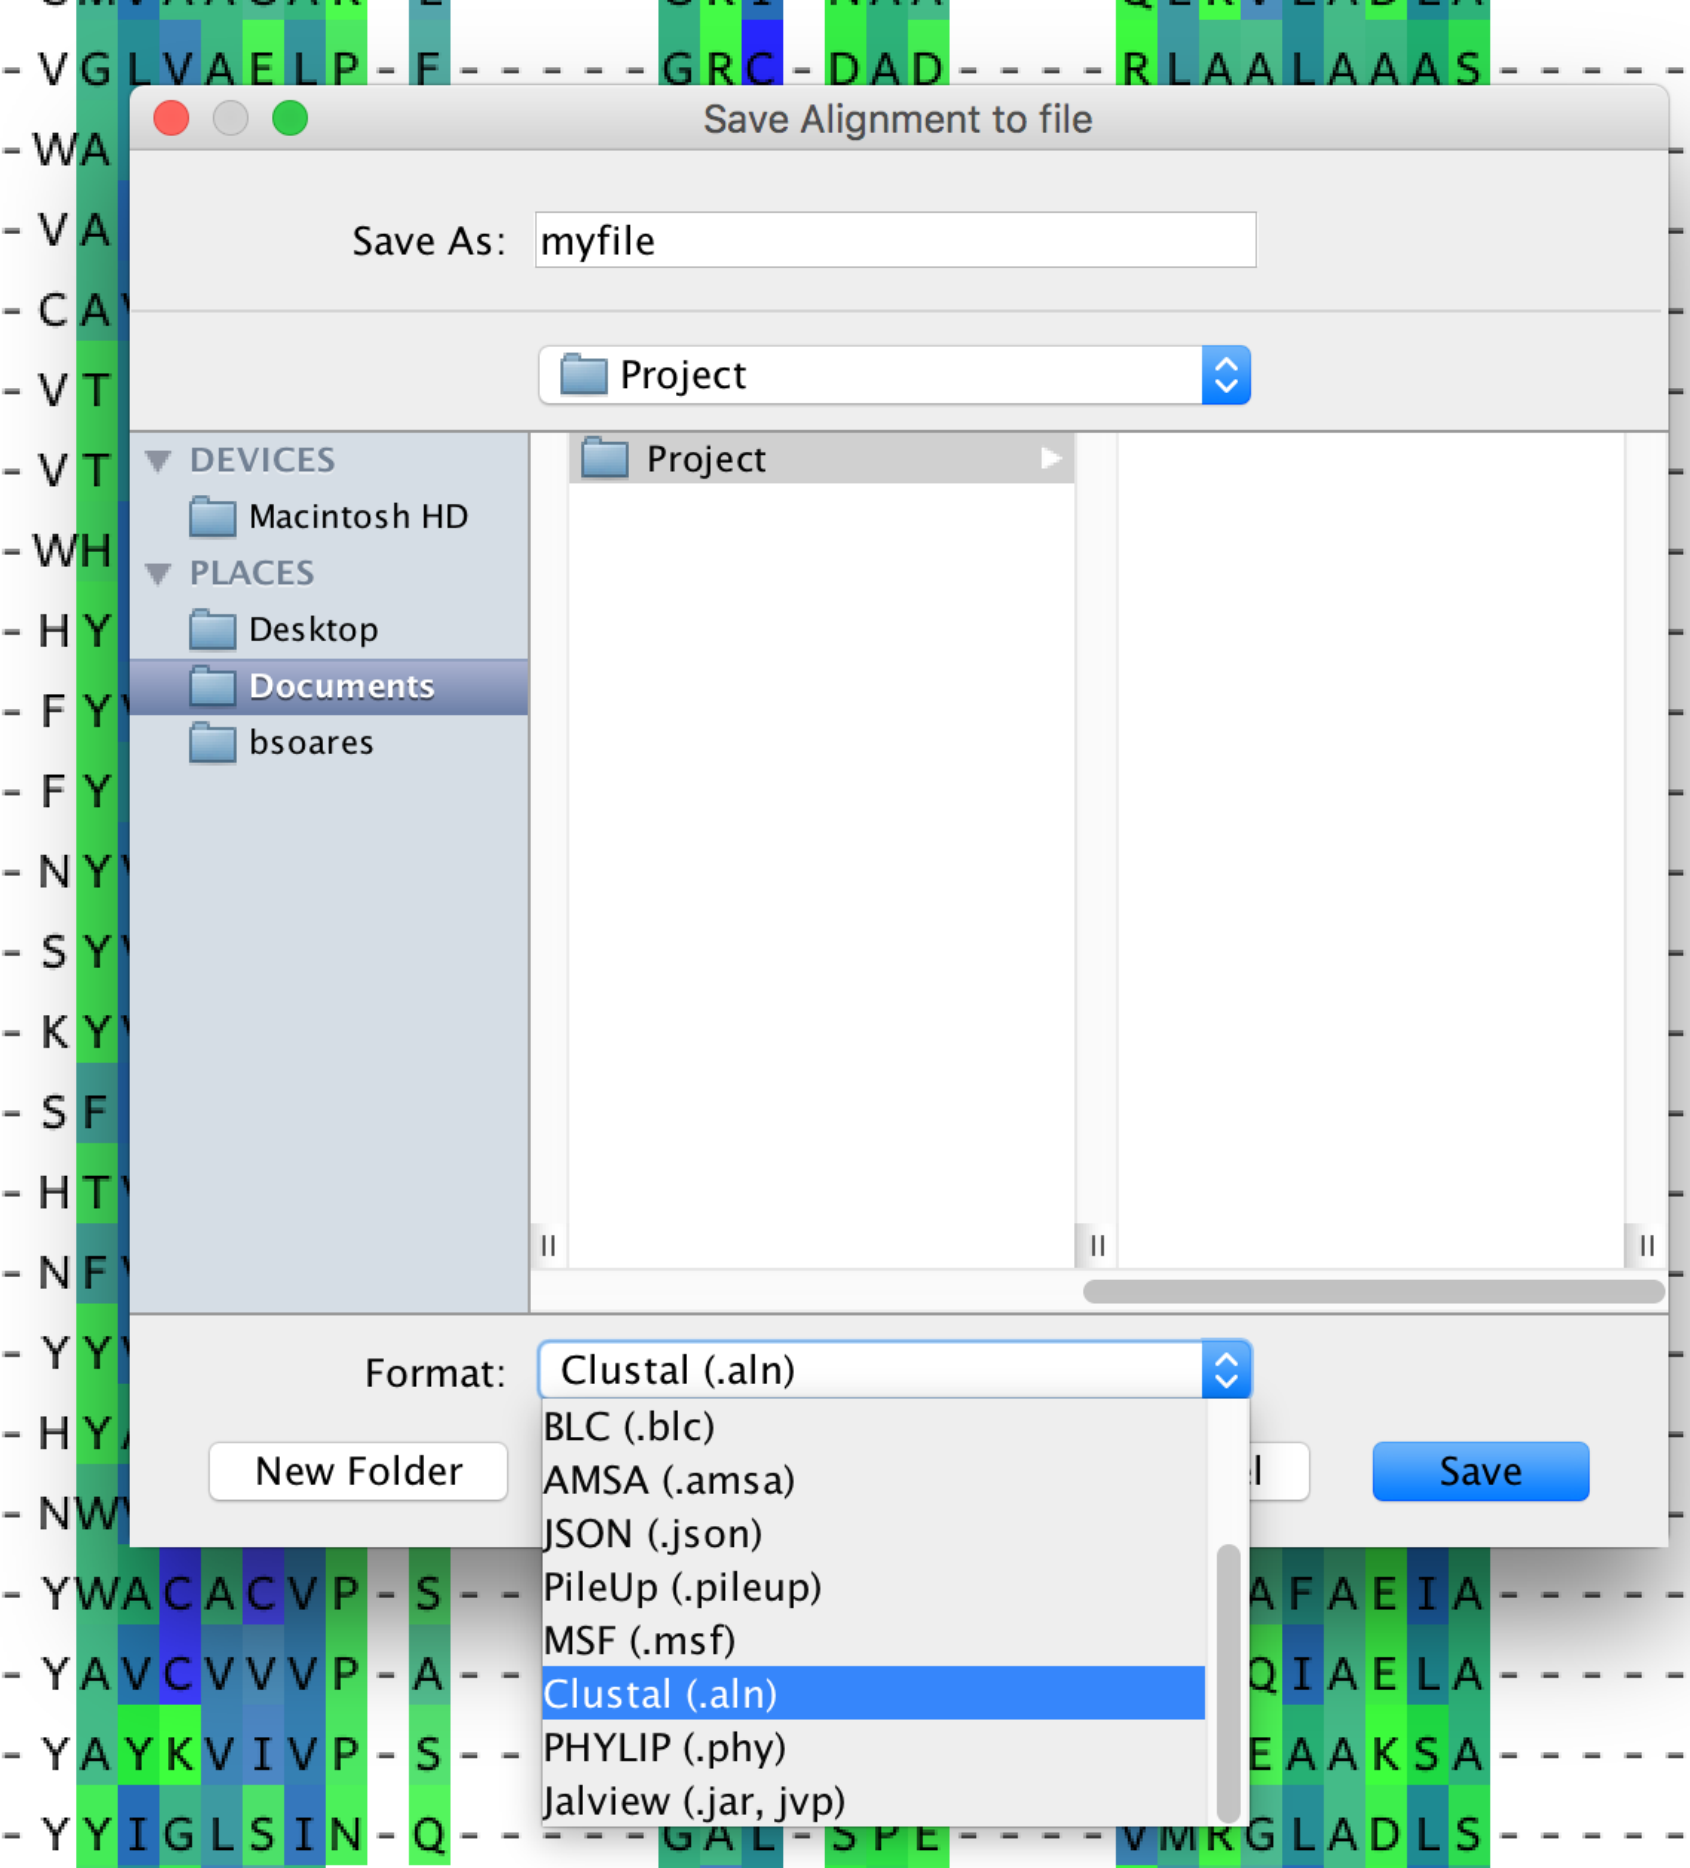 - V G L V A E L P - F - - - - - G R C - D A D - - - - R L A A L A A A S - - - - -
Save Alignment to file
- W A
- V A
Save As: myfile
- C A
Project
- V T
- V T
DEVICES
Project
Macintosh HD
- W H
PLACES
- H Y
Desktop
Documents
- F Y
bsoares
- F Y
- N Y
- S Y
- K Y
- S F
- H T
- N F
- Y Y
Format: Clustal (.aln)
- H Y
BLC (.blc)
New Folder
Save
AMSA (.amsa)
- N W
JSON (.json)
PileUp (.pileup)
- Y W A C A C V P - S - - A F A E I A - - - - -
MSF (.msf)
- Y A V C V V V P - A - - Q I A E L A - - - - -
Clustal (.aln)
PHYLIP (.phy)
- Y A Y K V I V P - S - - E A A K S A - - - - -
Jalview (.jar, jvp)
- Y Y I G L S I N - Q - - - - - G A L - S P E - - - - V M R G L A D L S - - - - -